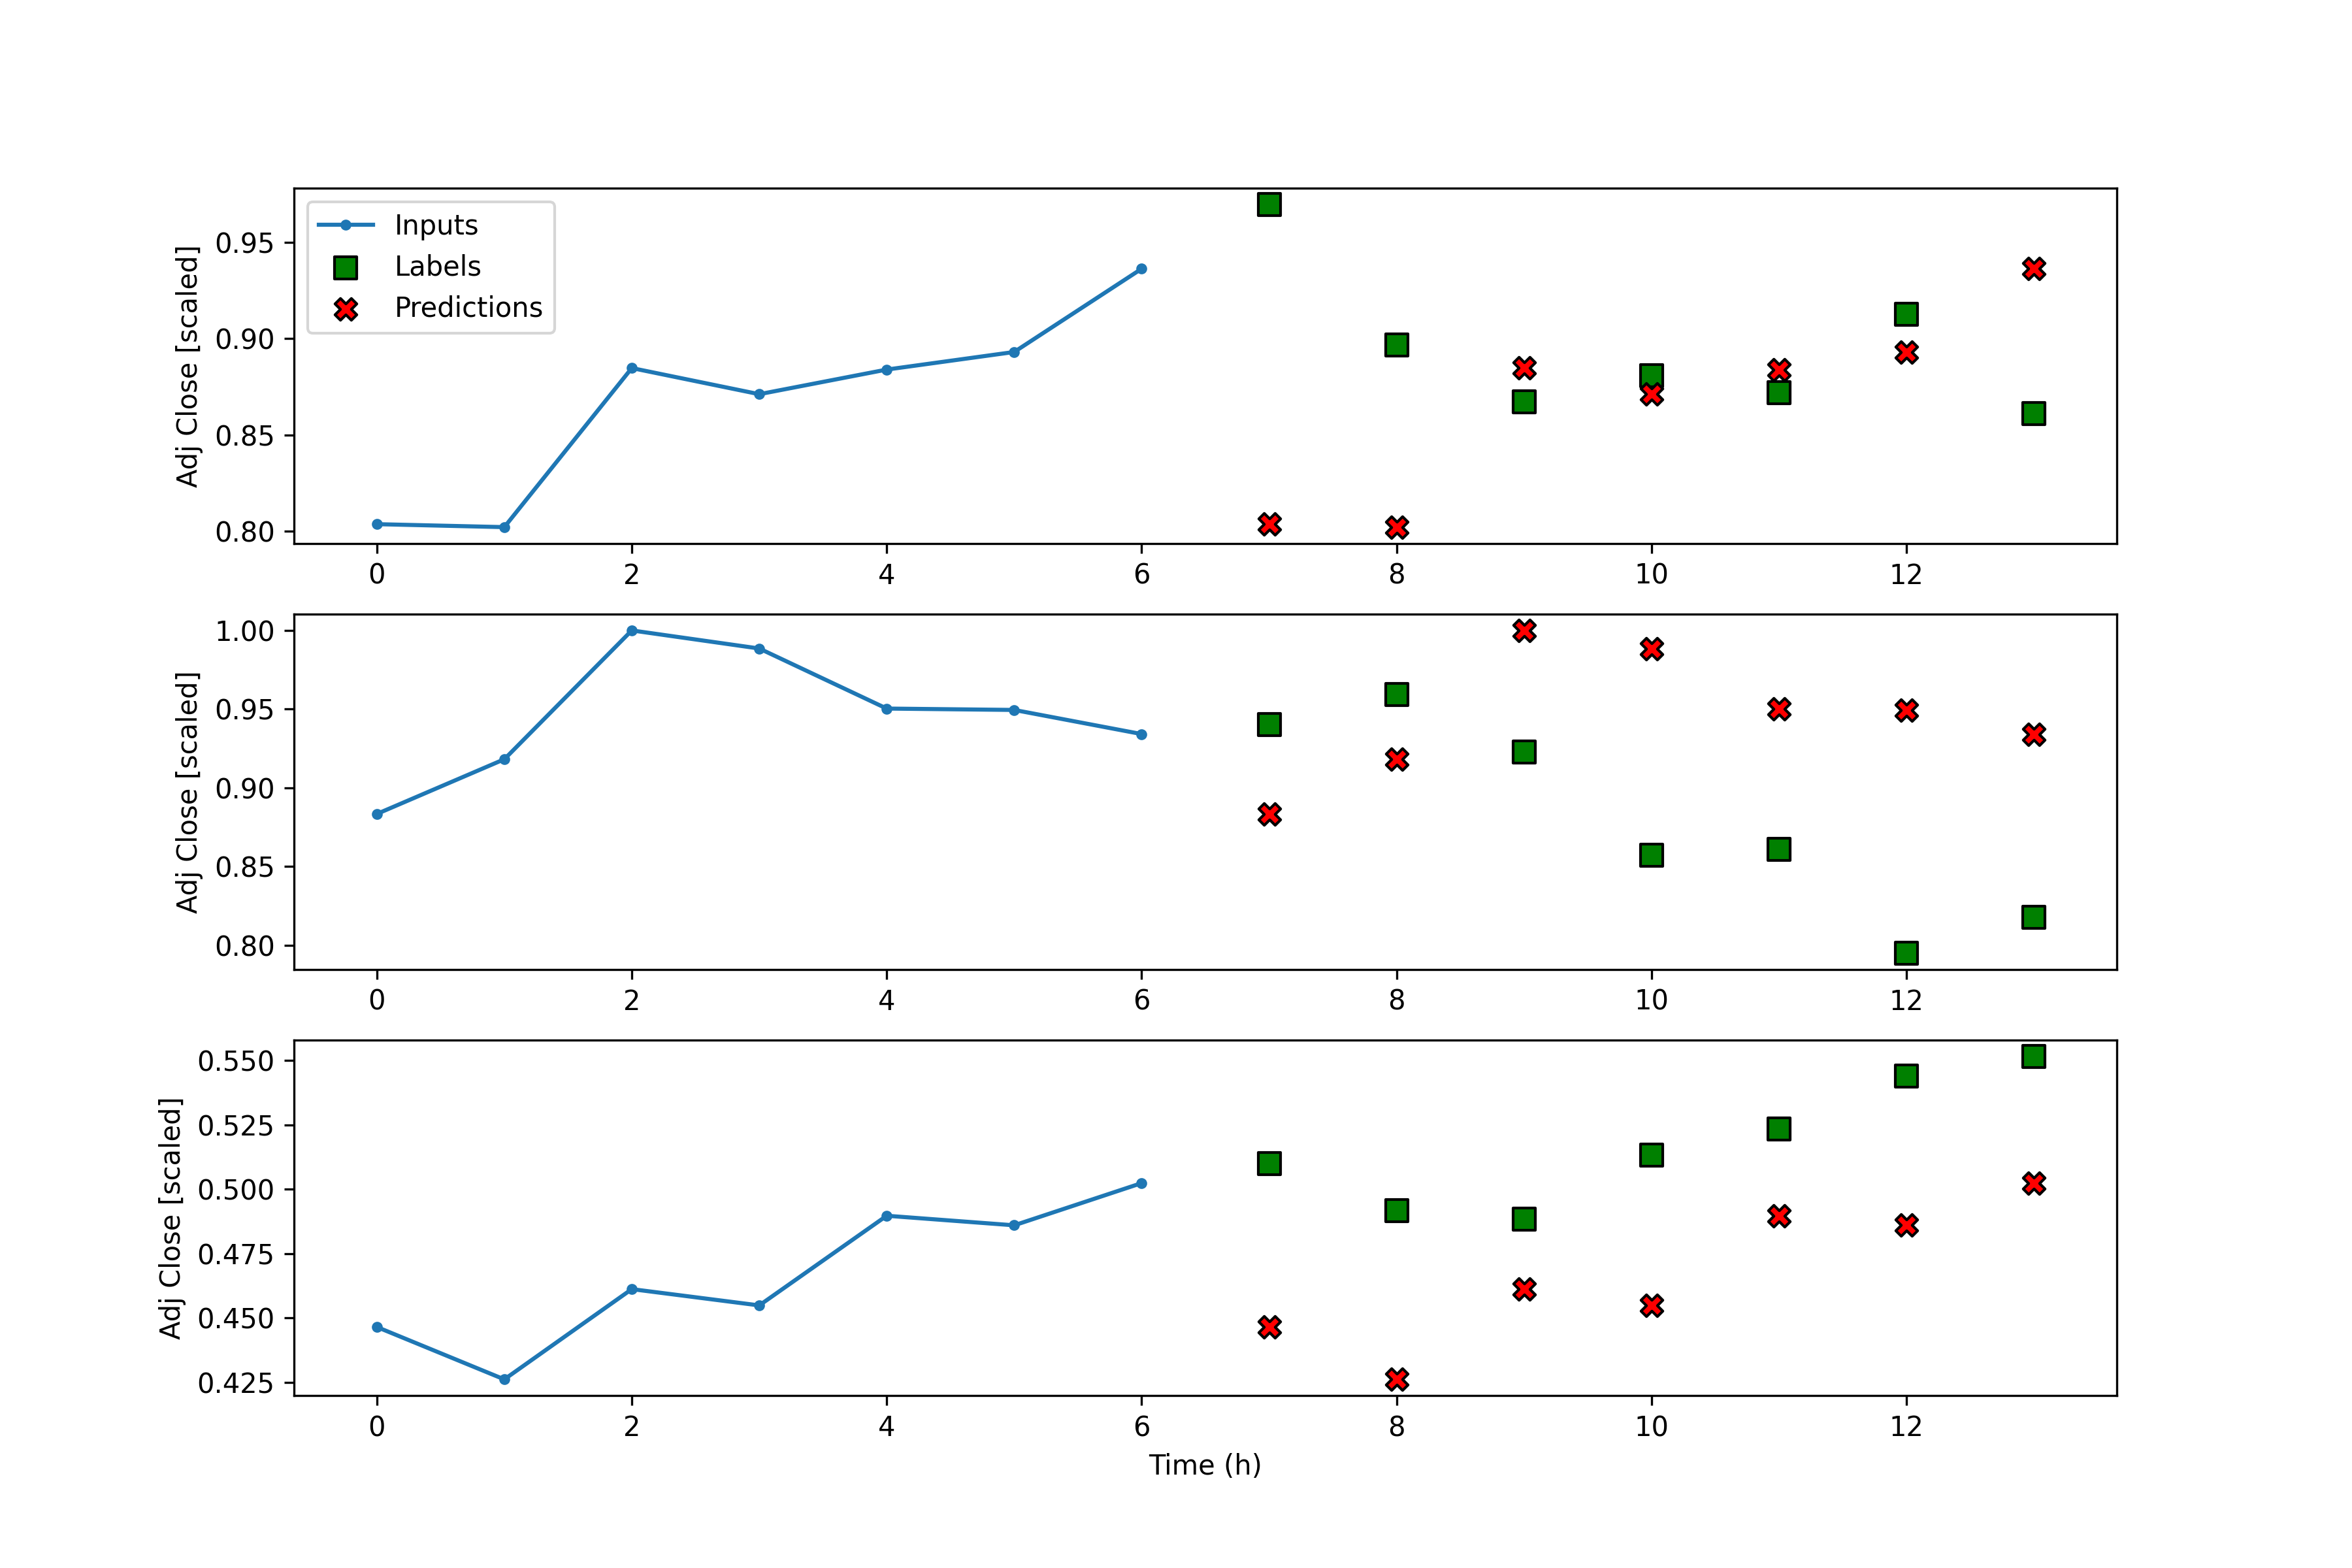 Adj Close [scaled]
0.95
0.90
0.85
0.80
Inputs
Labels
Predictions
0 2 4 6 8 10 12
Adj Close [scaled]
1.00
0.95
0.90
0.85
0.80
0 2 4 6 8 10 12
Adj Close [scaled]
0.550
0.525
0.500
0.475
0.450
0.425
0 2 4 6 8 10 12
Time (h)